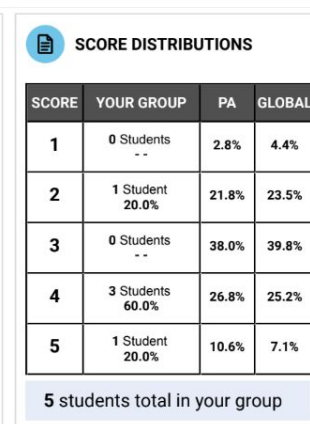 SCORE DISTRIBUTIONS
SCORE YOUR GROUP PA GLOBAL
1 0 Students 2.8% 4.4%
- -
2 1 Student 21.8% 23.5%
20.0%
3 0 Students 38.0% 39.8%
- -
4 3 Students 26.8% 25.2%
60.0%
5 1 Student 10.6% 7.1%
20.0%
5 students total in your group